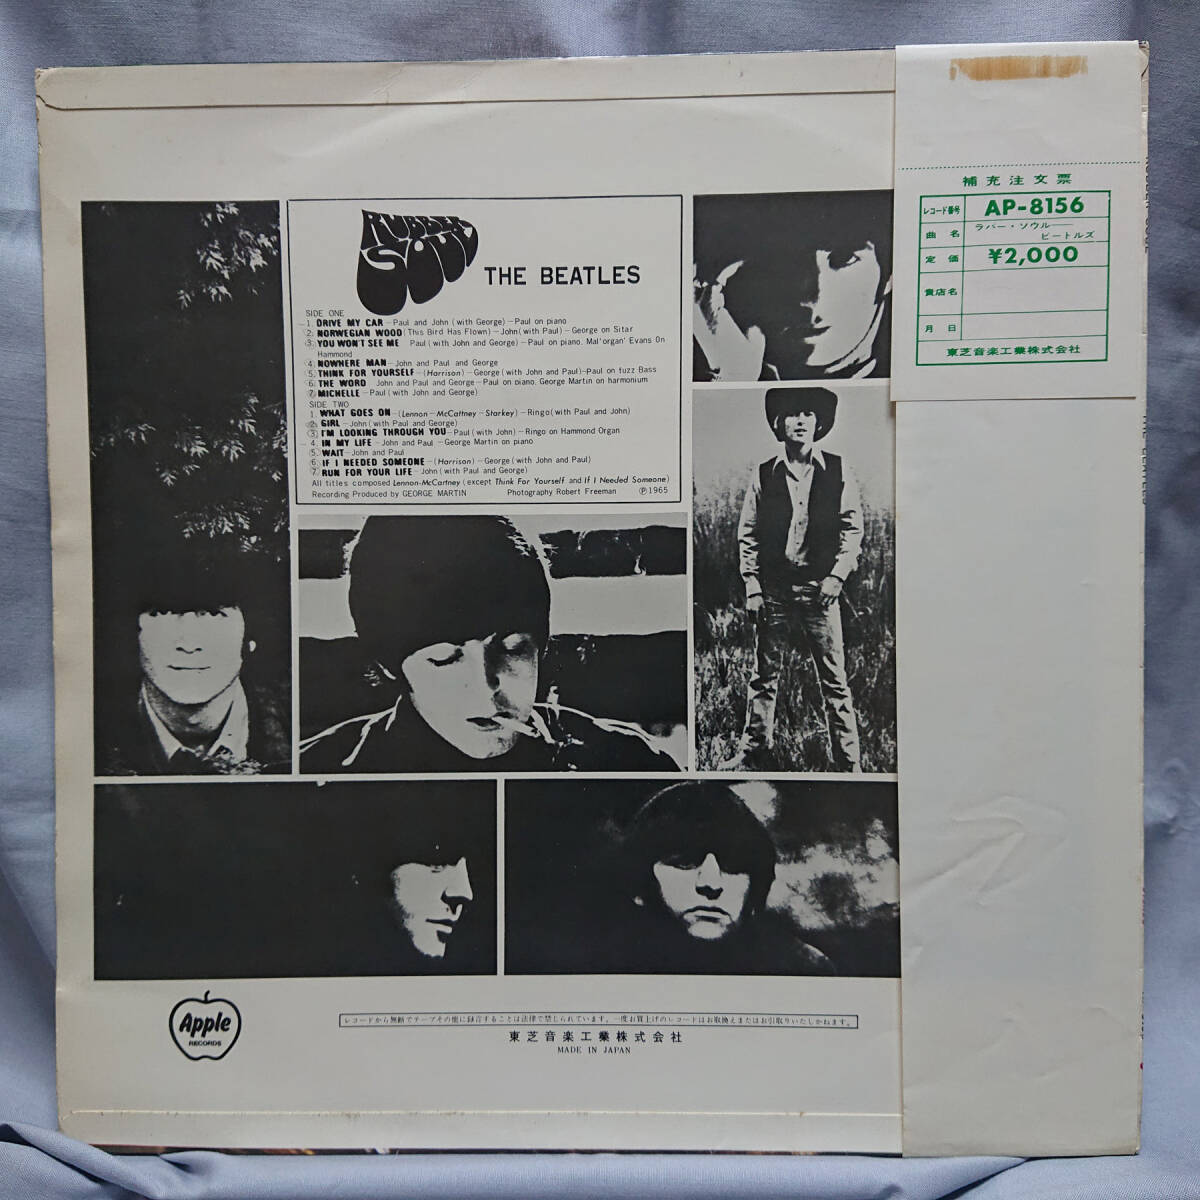 RUBBER SOUL
THE BEATLES
SIDE ONE
1. DRIVE MY CAR—Paul and John (with George)—Paul on piano
2. NORWEGIAN WOOD (This Bird Has Flown)—John (with Paul)—George on Sitar
3. YOU WON'T SEE ME Paul (with John and George)—Paul on piano. Mal 'organ' Evans On
Hammond
4. NOWHERE MAN—John and Paul and George
5. THINK FOR YOURSELF—(Harrison)—George (with John and Paul)—Paul on fuzz Bass
6. THE WORD John and Paul and George—Paul on piano. George Martin on harmonium
7. MICHELLE—Paul (with John and George)
SIDE TWO
1. WHAT GOES ON—(Lennon—McCartney—Starkey)—Ringo (with Paul and John)
2. GIRL—John (with Paul and George)
3. I'M LOOKING THROUGH YOU—Paul (with John)—Ringo on Hammond Organ
4. IN MY LIFE—John and Paul—George Martin on piano
5. WAIT—John and Paul
6. IF I NEEDED SOMEONE—(Harrison)—George (with John and Paul)
7. RUN FOR YOUR LIFE—John (with Paul and George)
All titles composed Lennon-McCartney (except Think For Yourself and If I Needed Someone)
Recording Produced by GEORGE MARTIN Photography Robert Freeman ℗1965
補充注文票
レコード番号 AP-8156
曲名 ラバー・ソウル——
ビートルズ
定価 ¥2,000
貴店名
月日
東芝音楽工業株式会社
Apple
RECORDS
レコードから無断でテープその他に録音することは法律で禁じられています。一度お買上げのレコードはお取換えまたはお引取りいたしかねます。
東芝音楽工業株式会社
MADE IN JAPAN